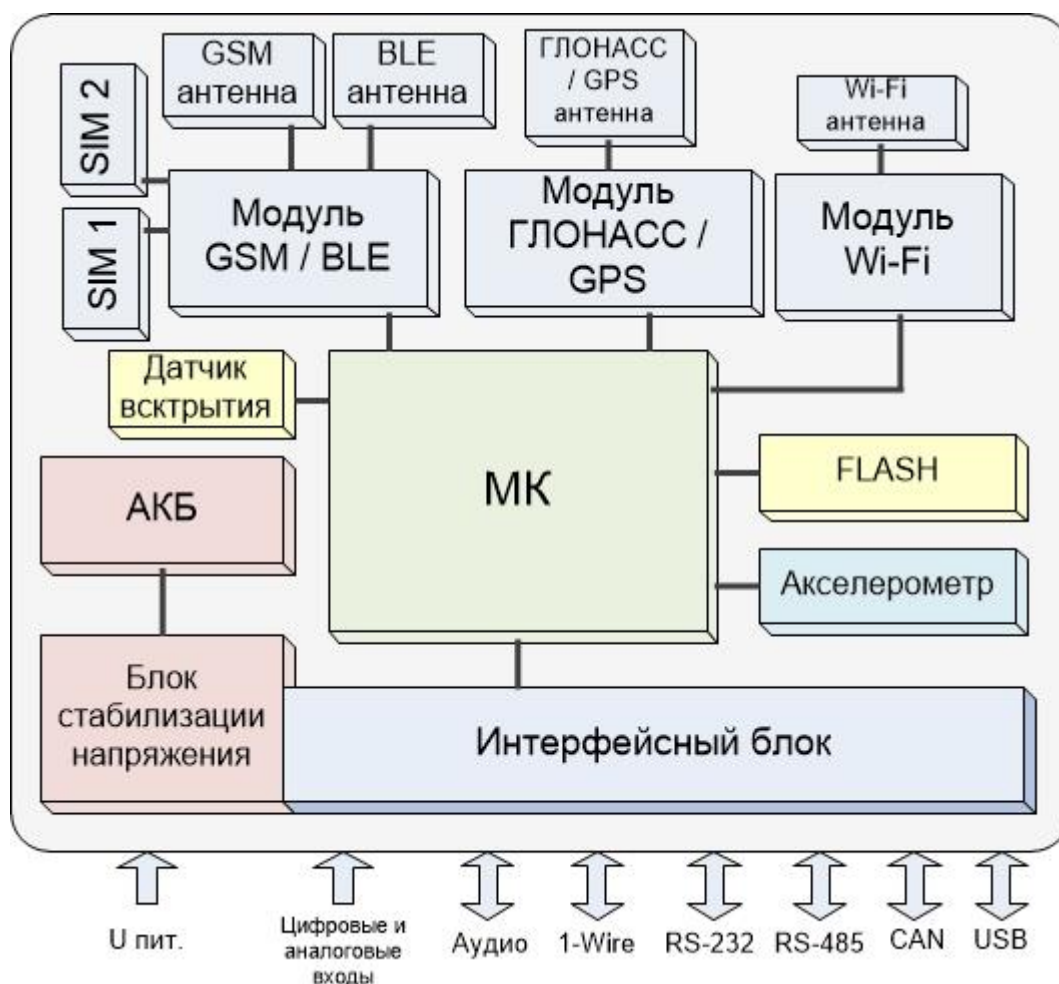 GSM
антенна
BLE
антенна
ГЛОНАСС
/ GPS
антенна
Wi-Fi
антенна
SIM 2
SIM 1
Модуль
GSM / BLE
Модуль
ГЛОНАСС /
GPS
Модуль
Wi-Fi
Датчик
всктрытия
МК
FLASH
АКБ
Акселерометр
Блок
стабилизации
напряжения
Интерфейсный блок
U пит.
Цифровые и
аналоговые
входы
Аудио
1-Wire
RS-232
RS-485
CAN
USB